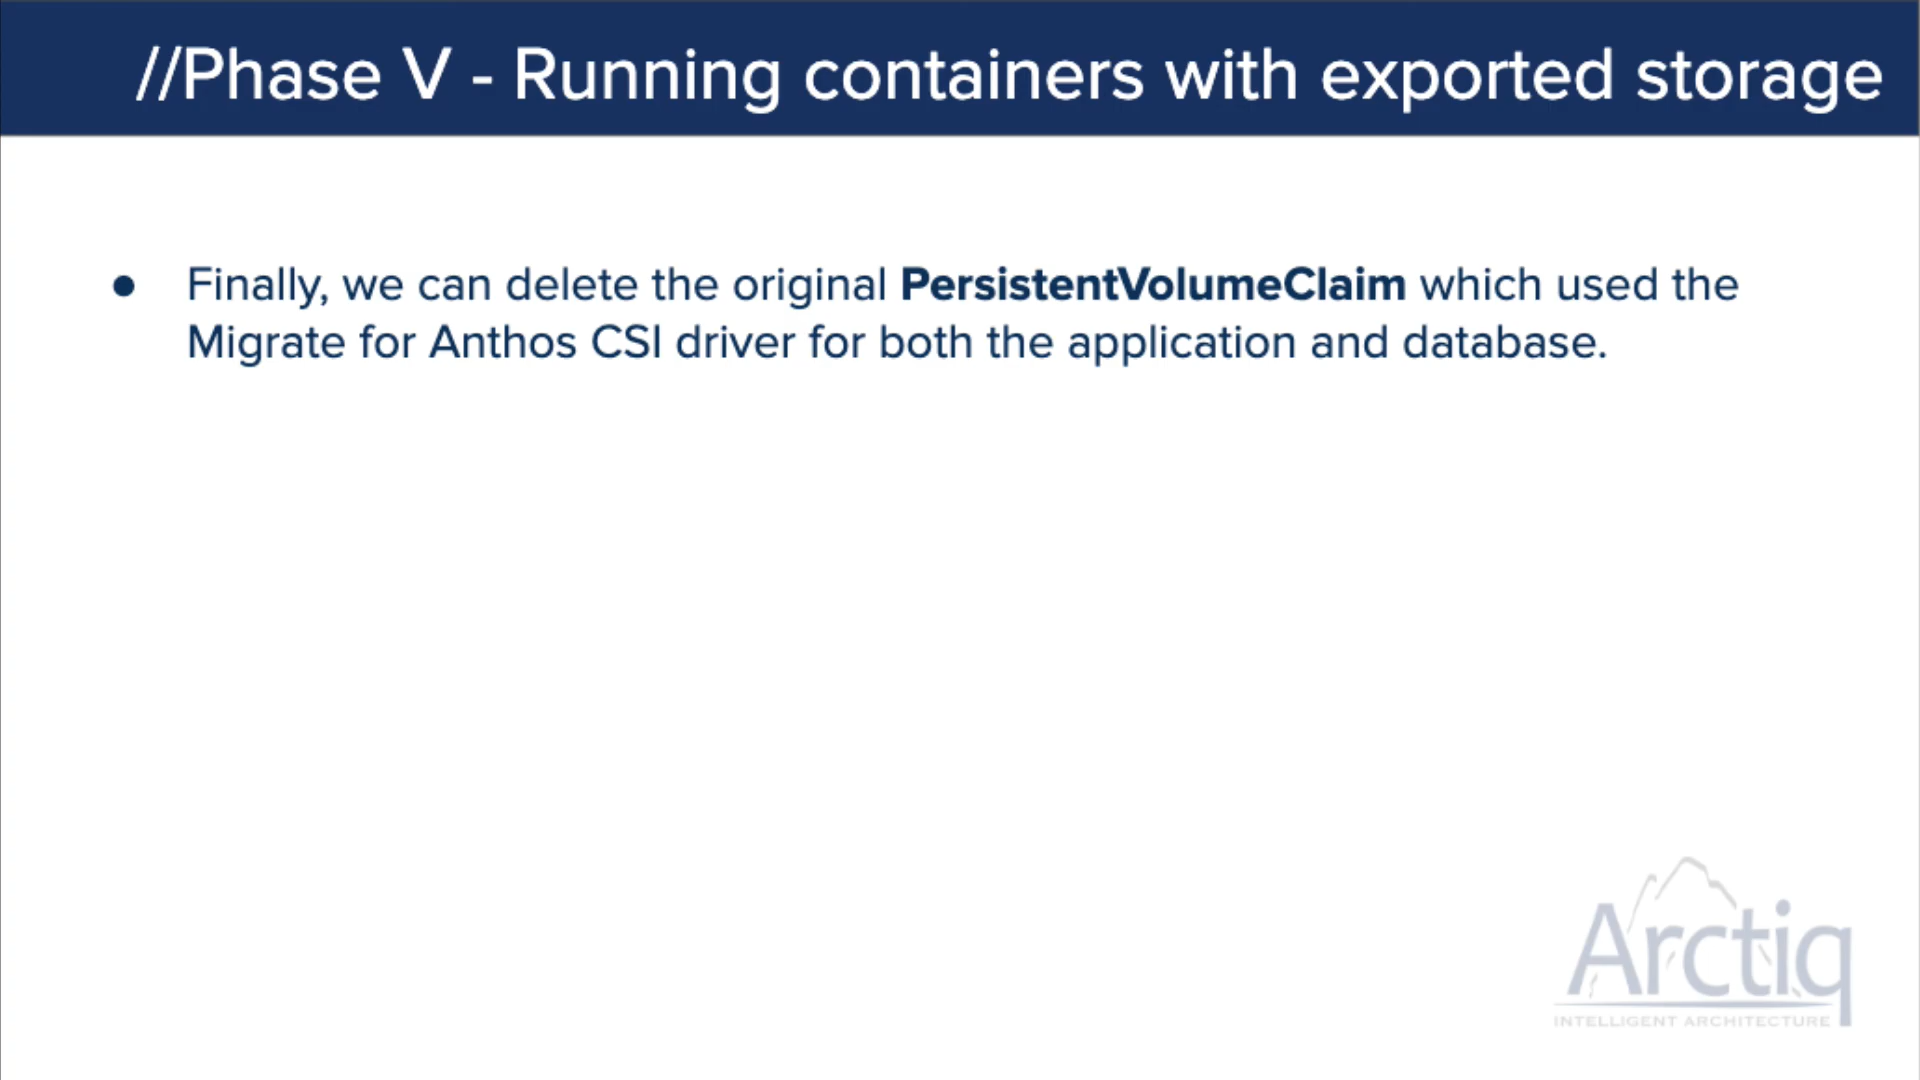 //Phase V - Running containers with exported storage
● Finally, we can delete the original PersistentVolumeClaim which used the
Migrate for Anthos CSI driver for both the application and database.
Arctiq
INTELLIGENT ARCHITECTURE